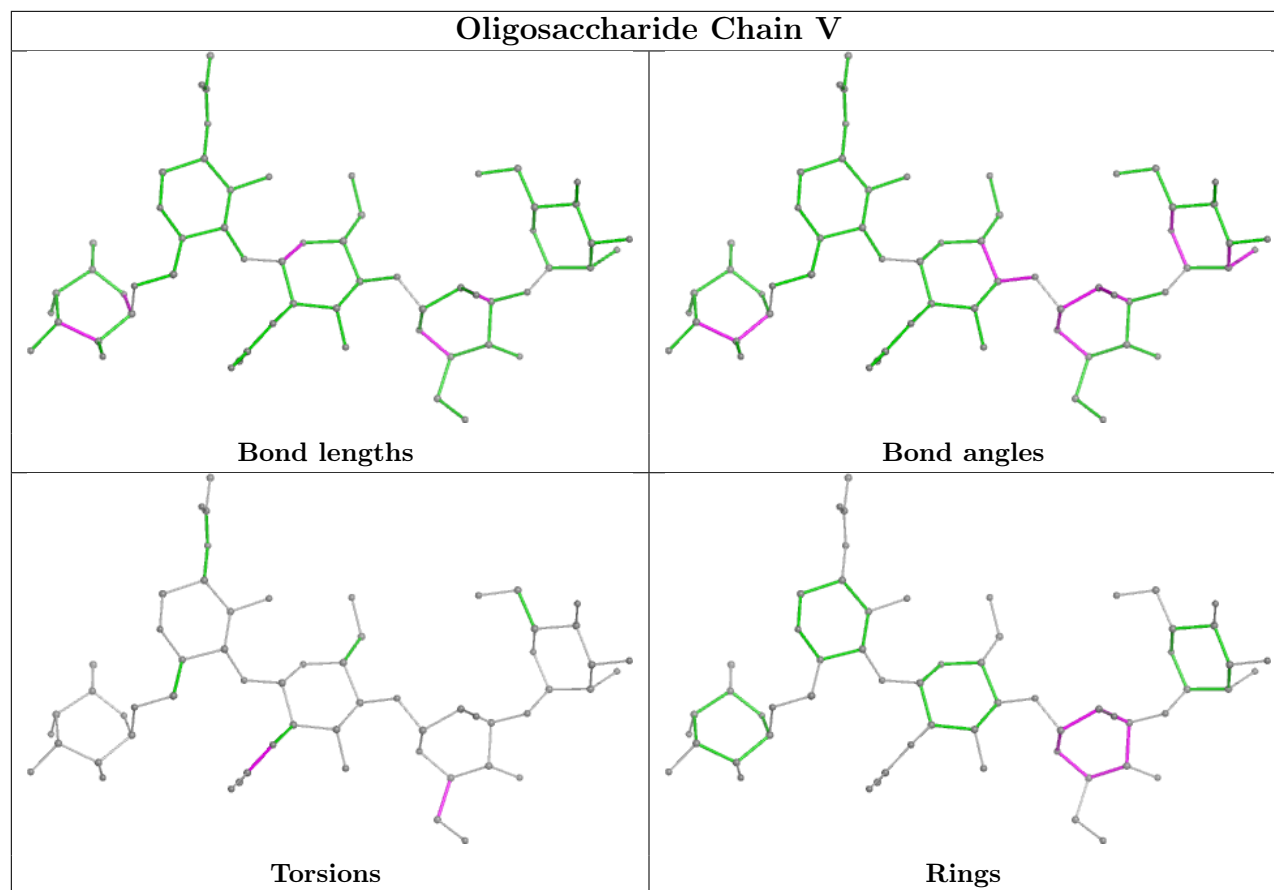 Oligosaccharide Chain V
Bond lengths
Bond angles
Torsions
Rings